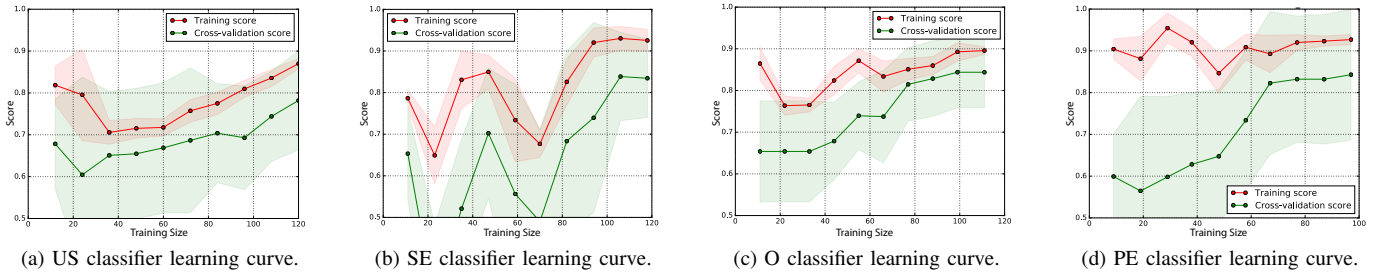 1.0
0.9
0.8
0.7
0.6
0.5
Score
0 20 40 60 80 100 120
Training Size
Training score
Cross-validation score
(a) US classifier learning curve.
1.0
0.9
0.8
0.7
0.6
0.5
Score
0 20 40 60 80 100 120
Training Size
Training score
Cross-validation score
(b) SE classifier learning curve.
1.0
0.9
0.8
0.7
0.6
0.5
Score
0 20 40 60 80 100 120
Training Size
Training score
Cross-validation score
(c) O classifier learning curve.
1.0
0.9
0.8
0.7
0.6
0.5
Score
0 20 40 60 80 100
Training Size
Training score
Cross-validation score
(d) PE classifier learning curve.